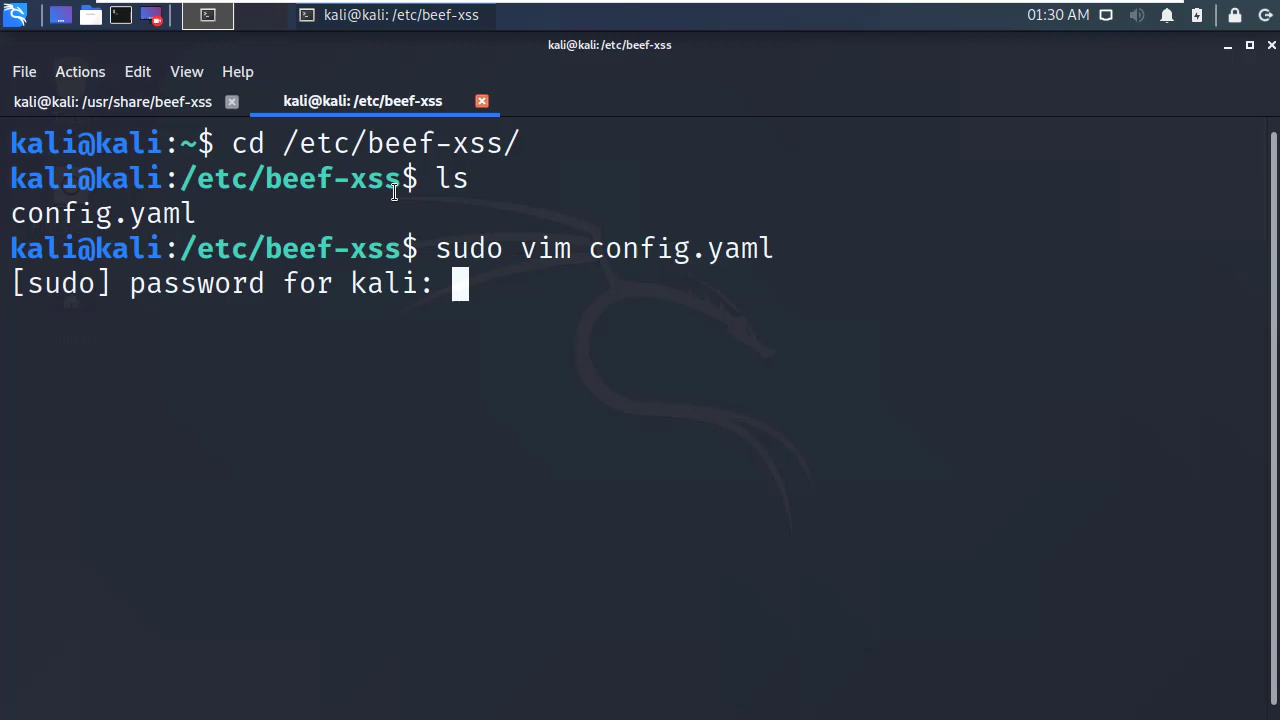 kali@kali: /etc/beef-xss
01:30 AM
kali@kali: /etc/beef-xss
File Actions Edit View Help
kali@kali: /usr/share/beef-xss
kali@kali: /etc/beef-xss
kali@kali:~$ cd /etc/beef-xss/
kali@kali:/etc/beef-xss$ ls
config.yaml
kali@kali:/etc/beef-xss$ sudo vim config.yaml
[sudo] password for kali: